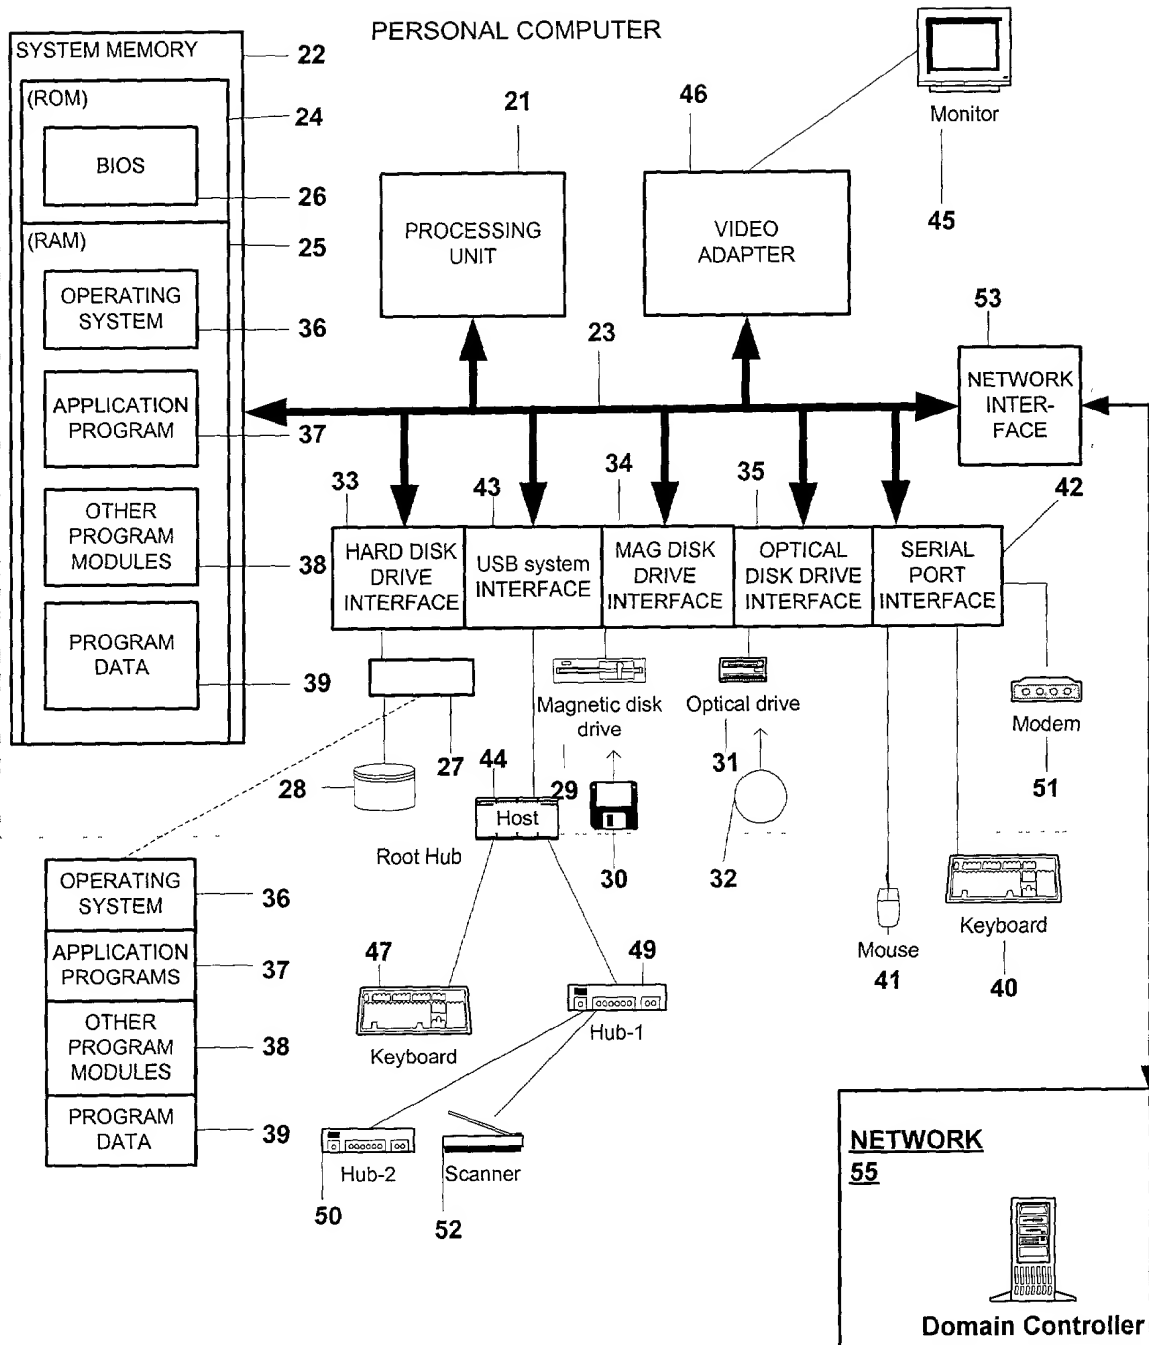 PERSONAL COMPUTER
SYSTEM MEMORY
22
(ROM)
24
BIOS
26
(RAM)
25
OPERATING
SYSTEM
36
APPLICATION
PROGRAM
37
OTHER
PROGRAM
MODULES
38
PROGRAM
DATA
39
21
PROCESSING
UNIT
46
VIDEO
ADAPTER
Monitor
45
23
53
NETWORK
INTER-
FACE
33
HARD DISK
DRIVE
INTERFACE
43
USB system
INTERFACE
34
MAG DISK
DRIVE
INTERFACE
35
OPTICAL
DISK DRIVE
INTERFACE
42
SERIAL
PORT
INTERFACE
28
27
44
Host
Root Hub
Magnetic disk
drive
29
30
Optical drive
31
32
Modem
51
Mouse
41
Keyboard
40
OPERATING
SYSTEM
36
APPLICATION
PROGRAMS
37
OTHER
PROGRAM
MODULES
38
PROGRAM
DATA
39
47
Keyboard
49
Hub-1
Hub-2
50
Scanner
52
NETWORK
55
Domain Controller